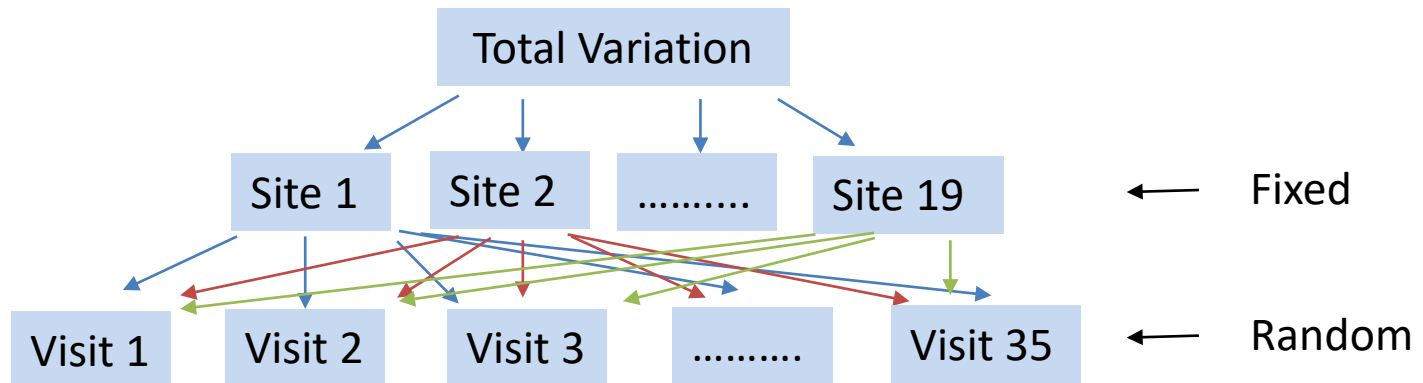 Total Variation
Site 1
Site 2
……....
Site 19
Fixed
Visit 1
Visit 2
Visit 3
……….
Visit 35
Random